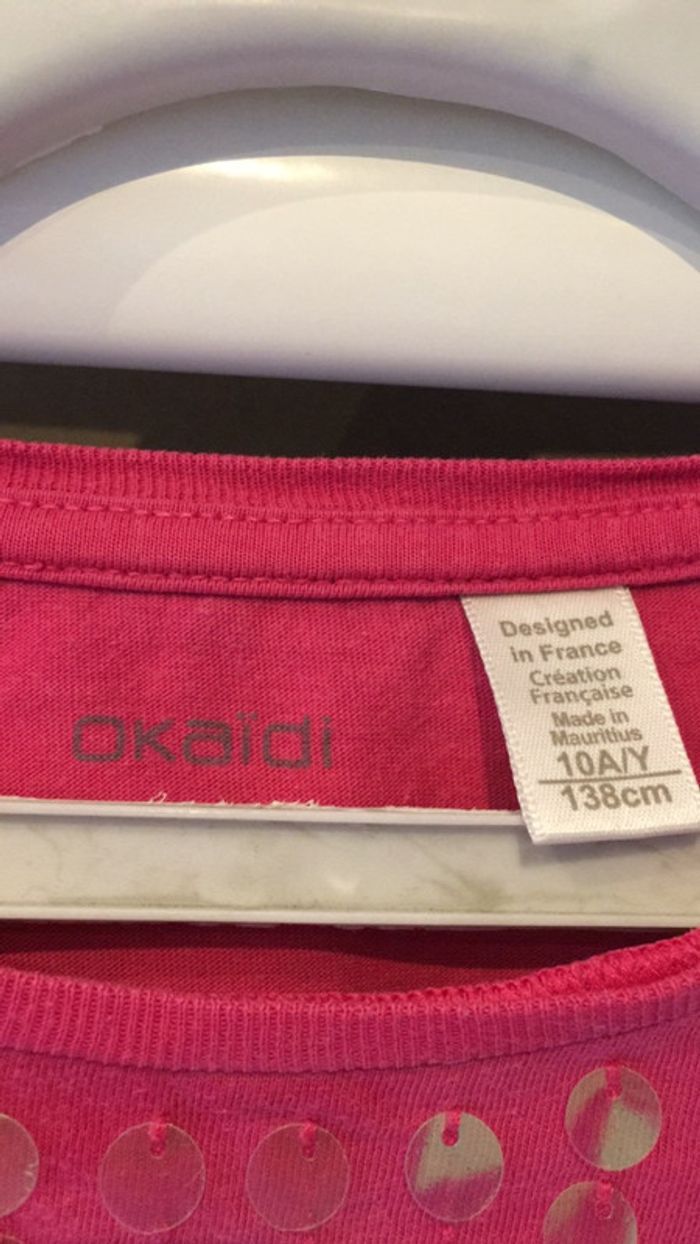 OKaïdi
Designed
in France
Création
Française
Made in
Mauritius
10A/Y
138cm